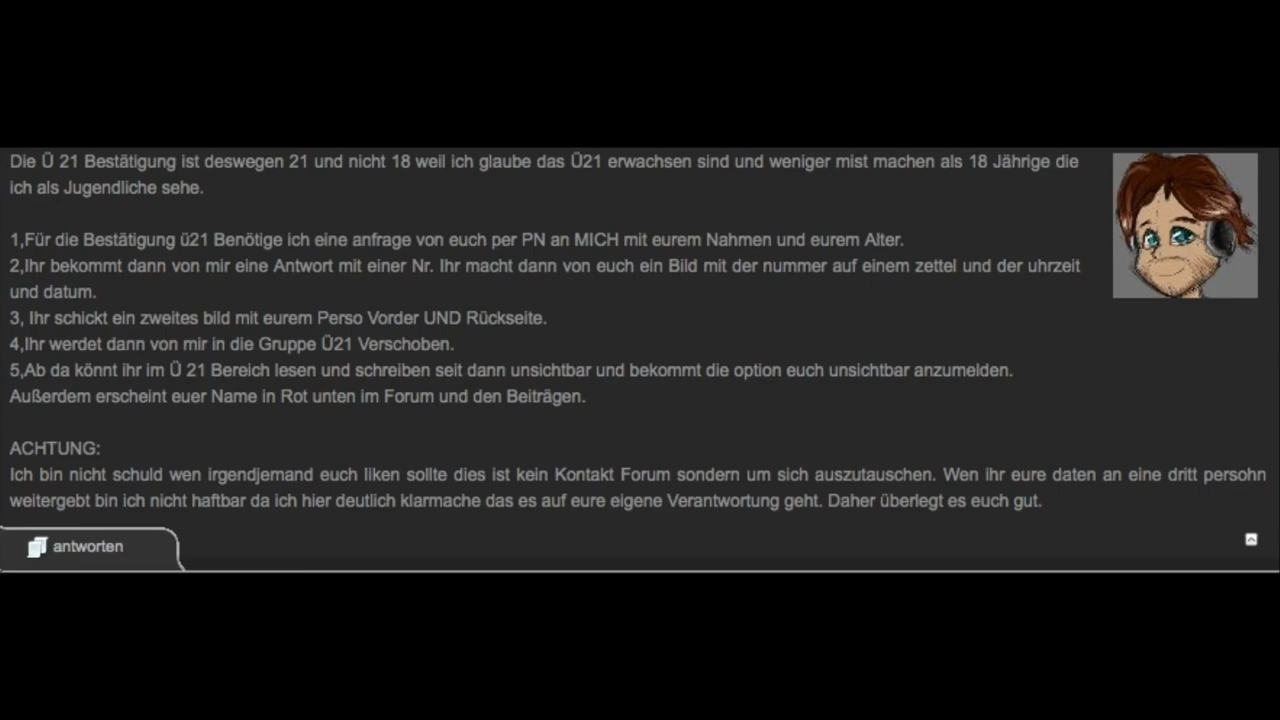 Die Ü 21 Bestätigung ist deswegen 21 und nicht 18 weil ich glaube das Ü21 erwachsen sind und weniger mist machen als 18 Jährige die
ich als Jugendliche sehe.
1,Für die Bestätigung ü21 Benötige ich eine anfrage von euch per PN an MICH mit eurem Nahmen und eurem Alter.
2,Ihr bekommt dann von mir eine Antwort mit einer Nr. Ihr macht dann von euch ein Bild mit der nummer auf einem zettel und der uhrzeit
und datum.
3, Ihr schickt ein zweites bild mit eurem Perso Vorder UND Rückseite.
4,Ihr werdet dann von mir in die Gruppe Ü21 Verschoben.
5,Ab da könnt ihr im Ü 21 Bereich lesen und schreiben seit dann unsichtbar und bekommt die option euch unsichtbar anzumelden.
Außerdem erscheint euer Name in Rot unten im Forum und den Beiträgen.
ACHTUNG:
Ich bin nicht schuld wen irgendjemand euch liken sollte dies ist kein Kontakt Forum sondern um sich auszutauschen. Wen ihr eure daten an eine dritt persohn
weitergebt bin ich nicht haftbar da ich hier deutlich klarmache das es auf eure eigene Verantwortung geht. Daher überlegt es euch gut.
antworten